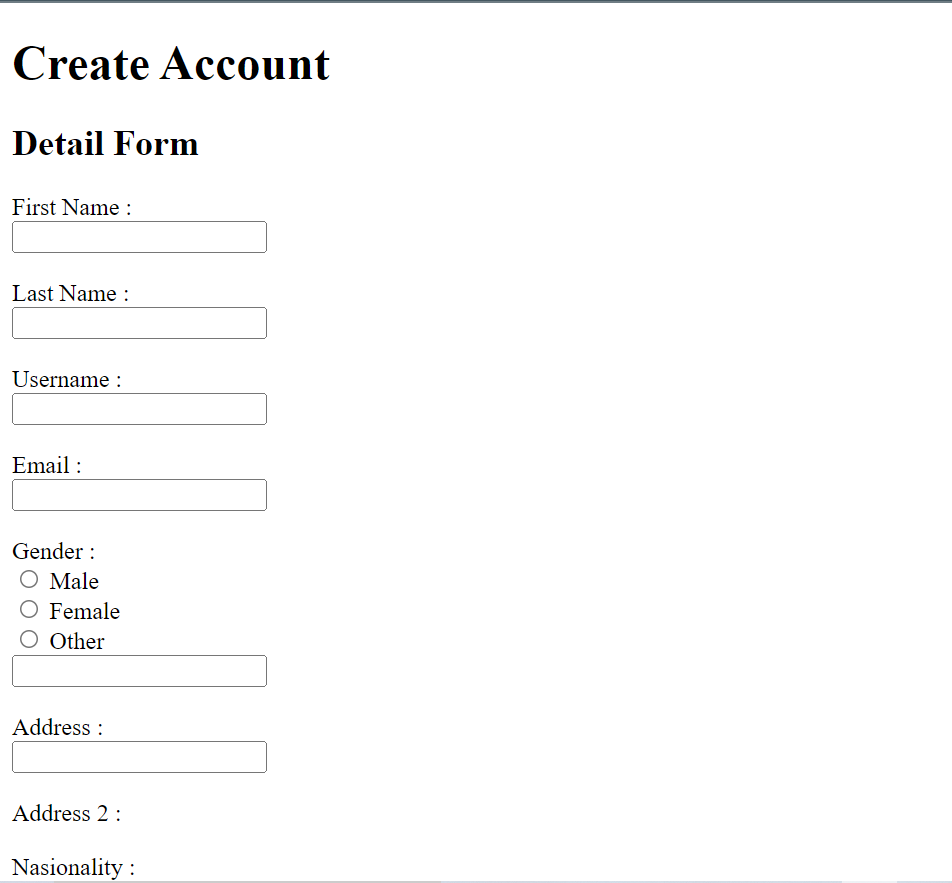 Create Account
Detail Form
First Name :
Last Name :
Username :
Email :
Gender :
Male
Female
Other
Address :
Address 2 :
Nasionality :